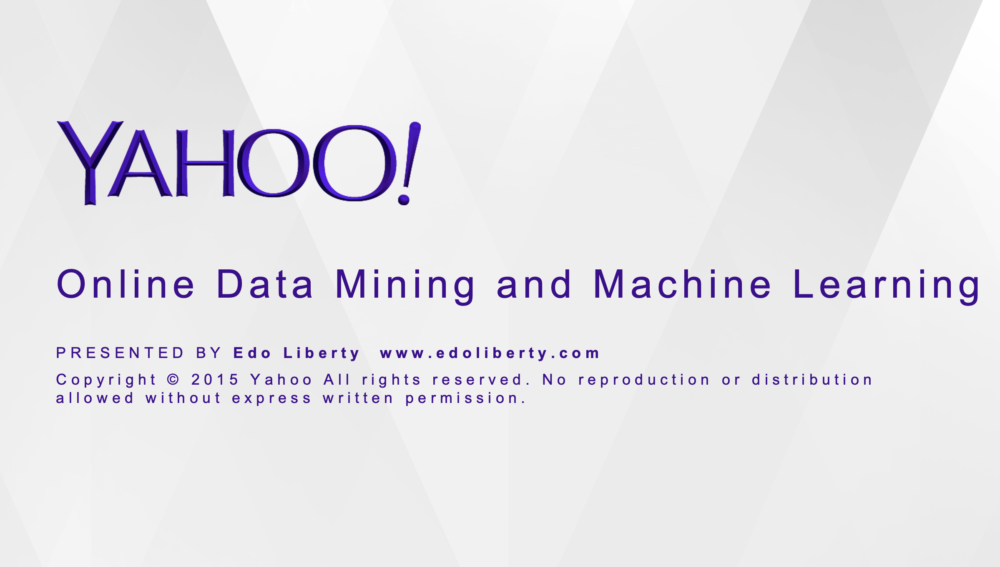 YAHOO!
Online Data Mining and Machine Learning
PRESENTED BY Edo Liberty www.edoliberty.com
Copyright © 2015 Yahoo All rights reserved. No reproduction or distribution
allowed without express written permission.